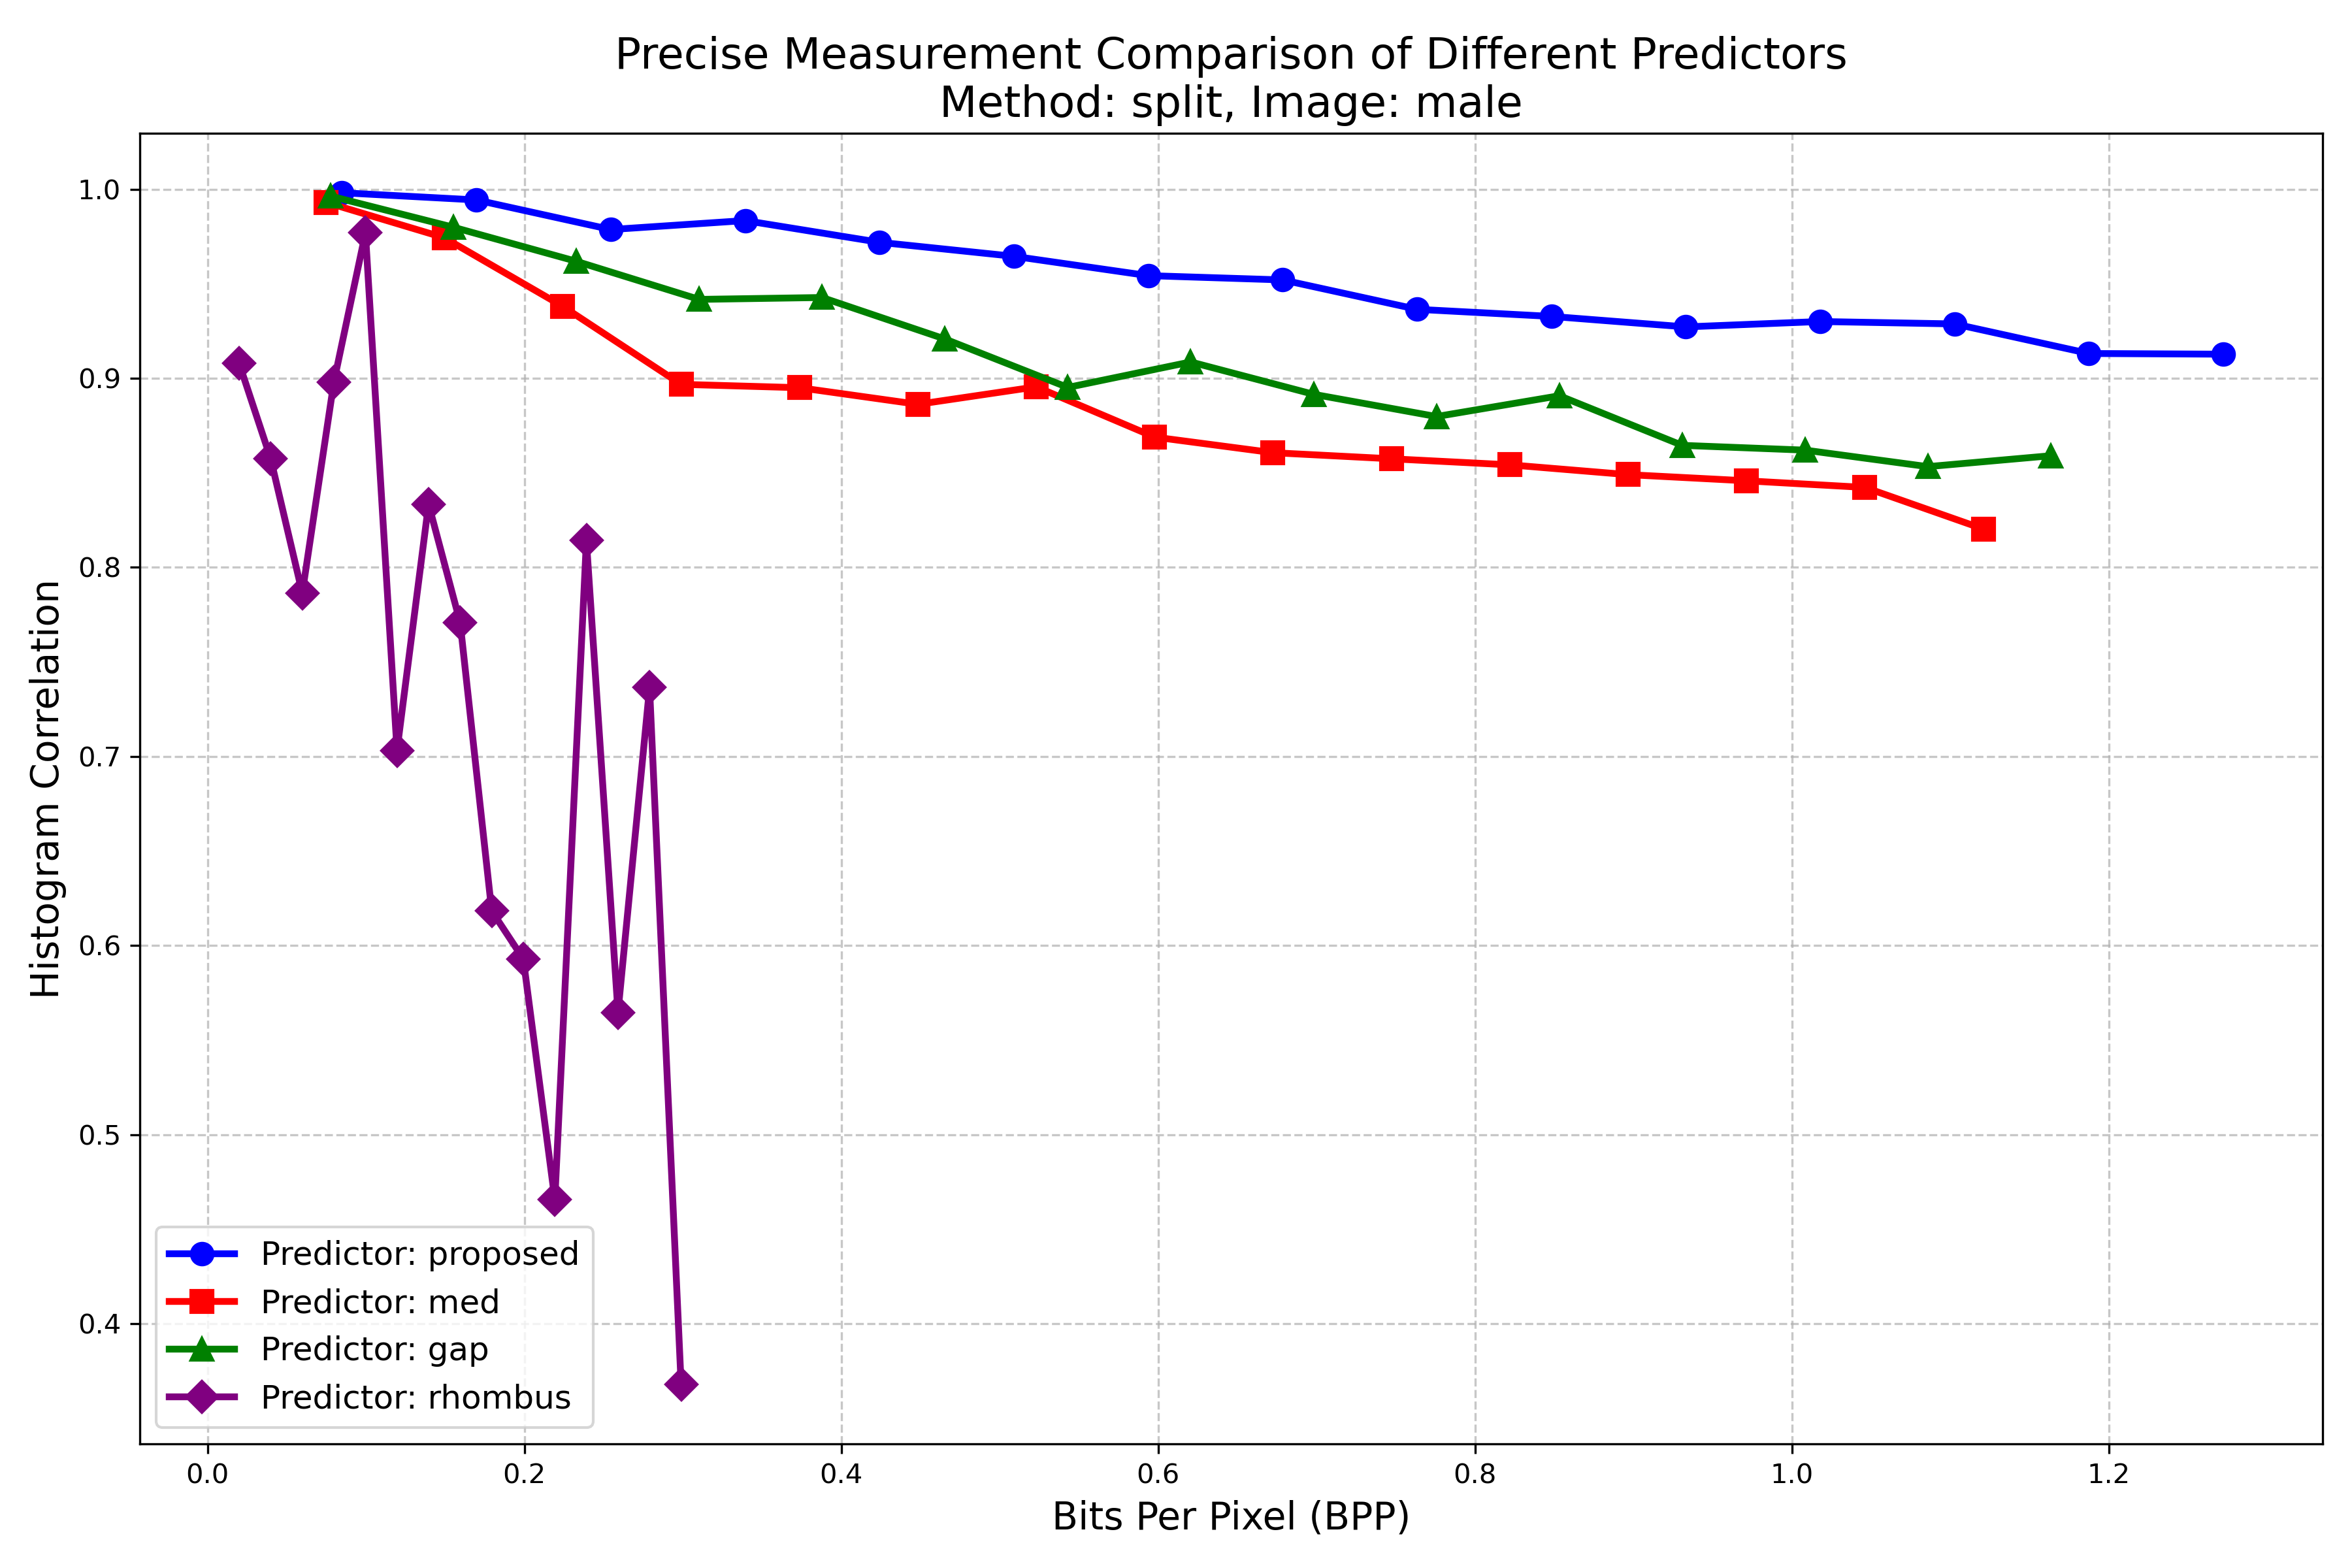 Precise Measurement Comparison of Different Predictors
Method: split, Image: male
Histogram Correlation
1.0
0.9
0.8
0.7
0.6
0.5
0.4
Predictor: proposed
Predictor: med
Predictor: gap
Predictor: rhombus
0.0
0.2
0.4
0.6
0.8
1.0
1.2
Bits Per Pixel (BPP)